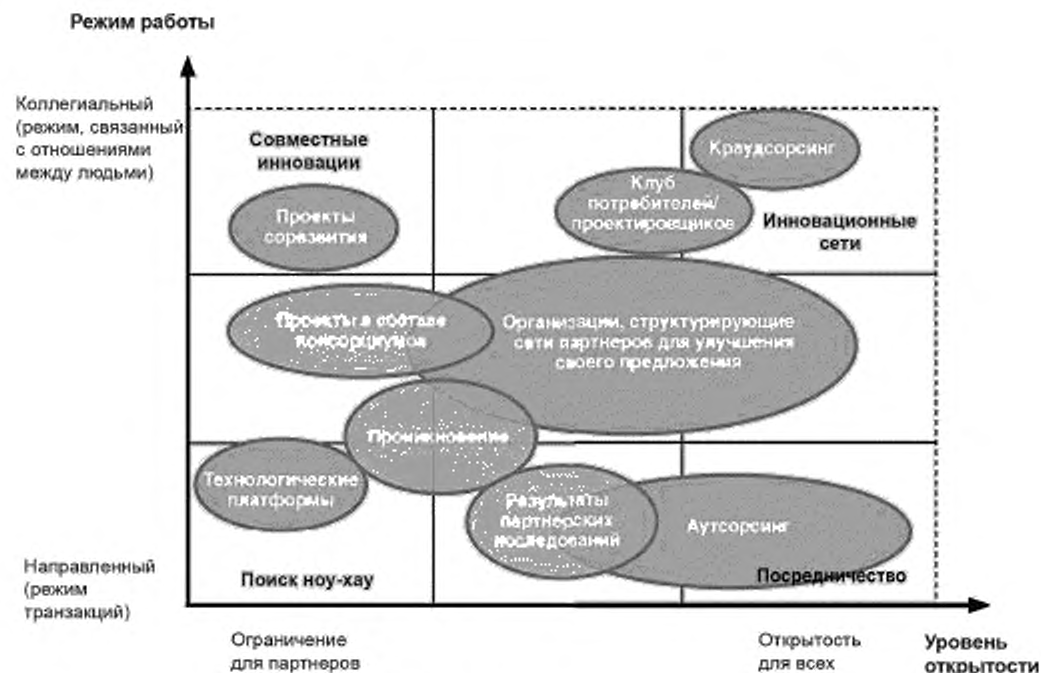 Режим работы
Коллегиальный
(режим, связанный
с отношениями
между людьми)
Совместные
инновации
Краудсорсинг
Клуб
потребителей/
проектировщиков
Проекты
соразвития
Инновационные
сети
Проекты в составе
консорциумов
Организации, структурирующие
сети партнеров для улучшения
своего предложения
Проникновение
Технологические
платформы
Результаты
партнерских
исследований
Аутсорсинг
Направленный
(режим
транзакций)
Поиск ноу-хау
Посредничество
Ограничение
для партнеров
Открытость
для всех
Уровень
открытости